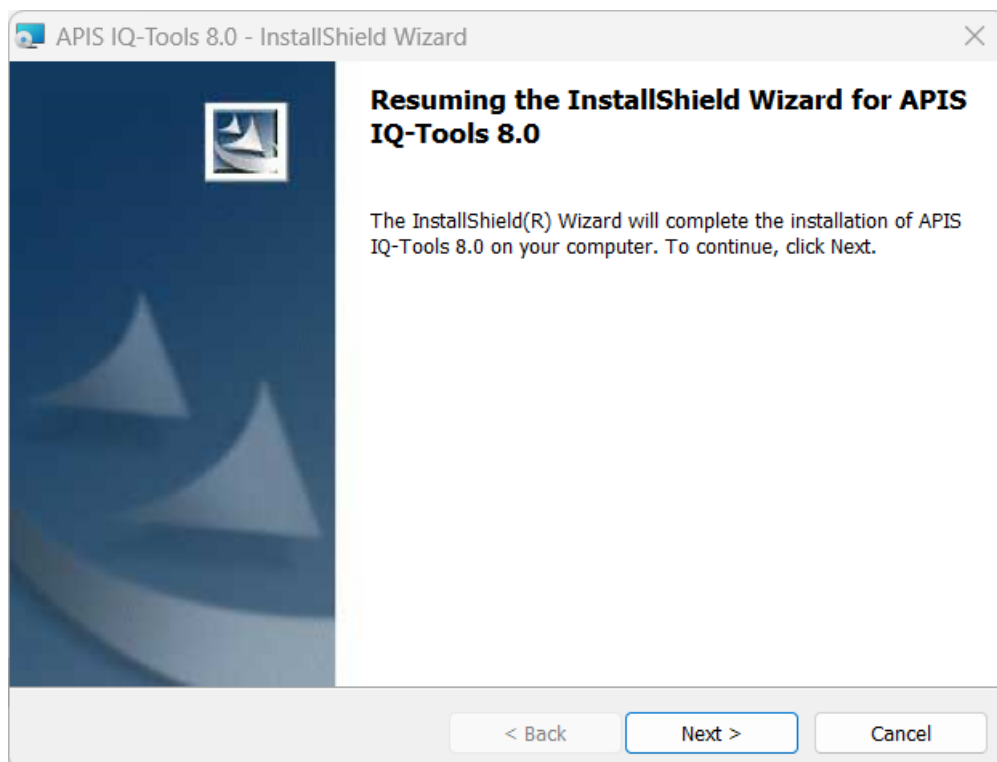 APIS IQ-Tools 8.0 - InstallShield Wizard
Resuming the InstallShield Wizard for APIS
IQ-Tools 8.0
The InstallShield(R) Wizard will complete the installation of APIS
IQ-Tools 8.0 on your computer. To continue, click Next.
< Back
Next >
Cancel